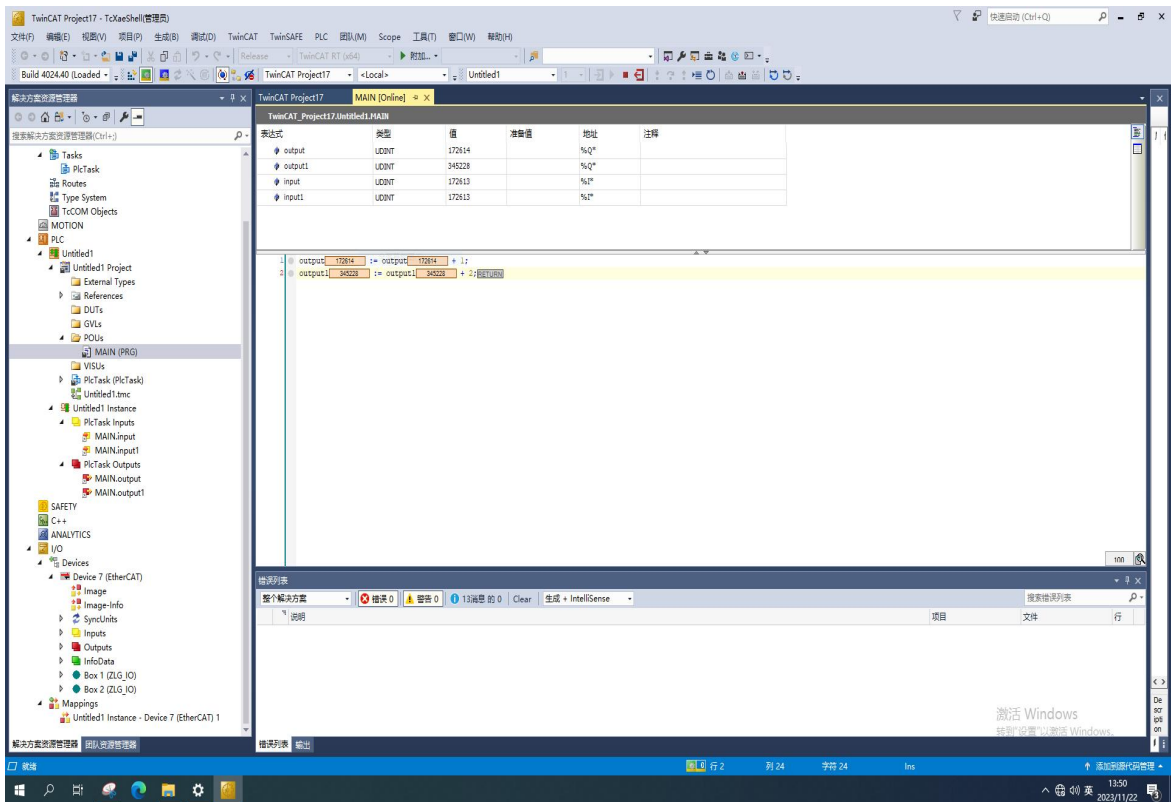 TwinCAT Project17 - TcXaeShell(管理员)
快速启动 (Ctrl+Q)
文件(F) 编辑(E) 视图(V) 项目(P) 生成(B) 调试(D) TwinCAT TwinSAFE PLC 团队(M) Scope 工具(T) 窗口(W) 帮助(H)
Release TwinCAT RT (x64) 附加...
Build 4024.40 (Loaded TwinCAT Project17 <Local> Untitled1 1
解决方案资源管理器
搜索解决方案资源管理器(Ctrl+;)
Tasks
PlcTask
Routes
Type System
TcCOM Objects
MOTION
PLC
Untitled1
Untitled1 Project
External Types
References
DUTs
GVLs
POUs
MAIN (PRG)
VISUs
PlcTask (PlcTask)
Untitled1.tmc
Untitled1 Instance
PlcTask Inputs
MAIN.input
MAIN.input1
PlcTask Outputs
MAIN.output
MAIN.output1
SAFETY
C++
ANALYTICS
I/O
Devices
Device 7 (EtherCAT)
Image
Image-Info
SyncUnits
Inputs
Outputs
InfoData
Box 1 (ZLG_IO)
Box 2 (ZLG_IO)
Mappings
Untitled1 Instance - Device 7 (EtherCAT) 1
解决方案资源管理器 团队资源管理器
TwinCAT Project17 MAIN [Online]
TwinCAT_Project17.Untitled1.MAIN
表达式 类型 值 准备值 地址 注释
output UDINT 172614 %Q*
output1 UDINT 345228 %Q*
input UDINT 172613 %I*
input1 UDINT 172613 %I*
1 output 172614 := output 172614 + 1;
2 output1 345228 := output1 345228 + 2;RETURN
100
错误列表
整个解决方案 错误 0 警告 0 13消息 的 0 Clear 生成 + IntelliSense 搜索错误列表
说明 项目 文件 行
De
scr
ipti
on
激活 Windows
转到"设置"以激活 Windows。
错误列表 输出
就绪 行 2 列 24 字符 24 Ins 添加到源代码管理
英 13:50
2023/11/22